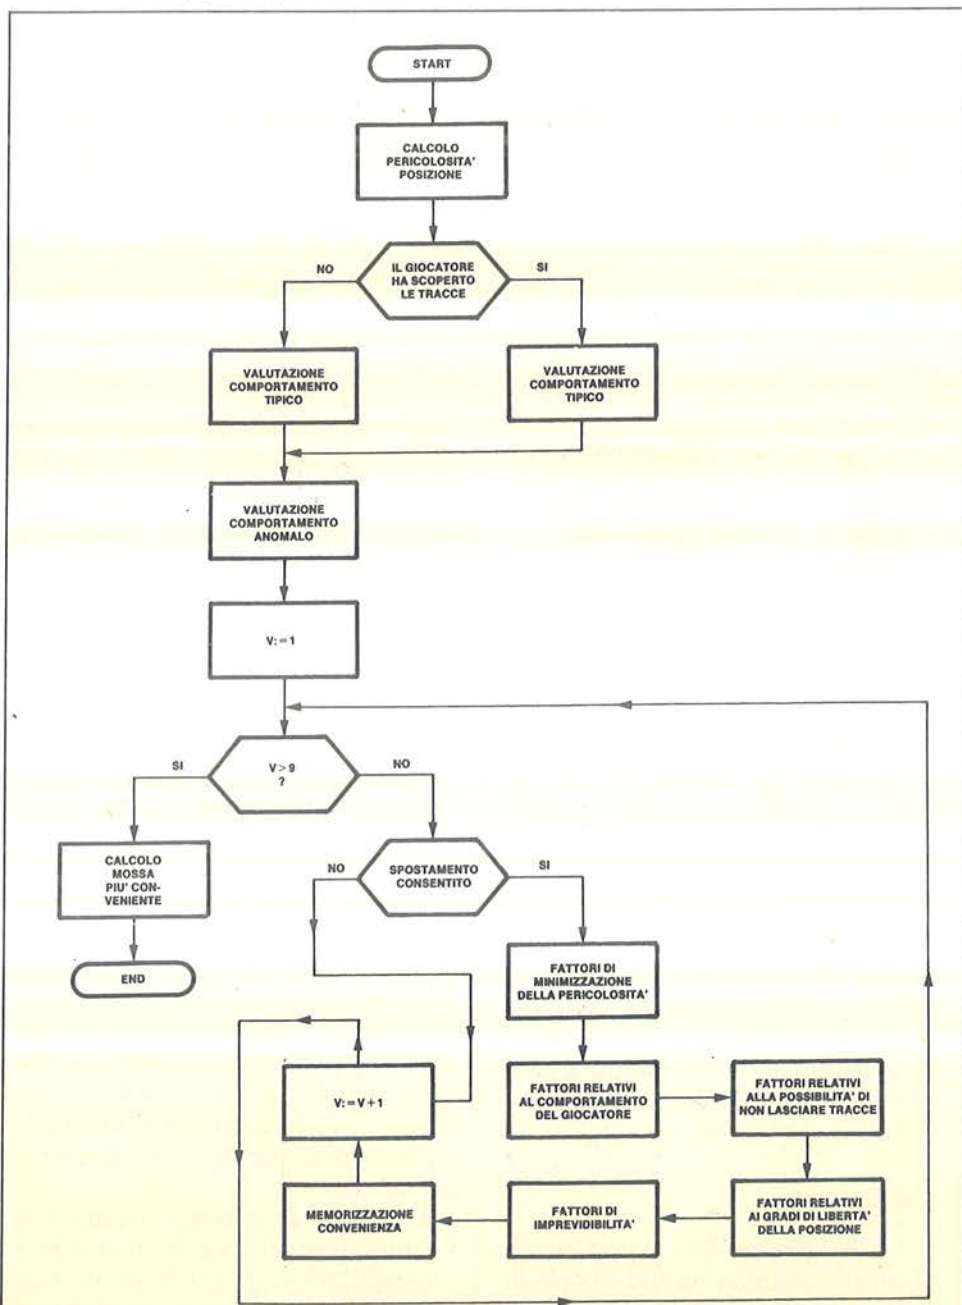 START
CALCOLO
PERICOLOSITA'
POSIZIONE
IL GIOCATORE
HA SCOPERTO
LE TRACCE
NO
SI
VALUTAZIONE
COMPORTAMENTO
TIPICO
VALUTAZIONE
COMPORTAMENTO
TIPICO
VALUTAZIONE
COMPORTAMENTO
ANOMALO
V:=1
V>9
?
SI
NO
CALCOLO
MOSSA
PIU' CON-
VENIENTE
END
SPOSTAMENTO
CONSENTITO
NO
SI
FATTORI DI
MINIMIZZAZIONE
DELLA PERICOLOSITA'
FATTORI RELATIVI
AL COMPORTAMENTO
DEL GIOCATORE
FATTORI RELATIVI
ALLA POSSIBILITA' DI
NON LASCIARE TRACCE
FATTORI RELATIVI
AI GRADI DI LIBERTA'
DELLA POSIZIONE
FATTORI DI
IMPREVIDIBILITA'
MEMORIZZAZIONE
CONVENIENZA
V:=V+1